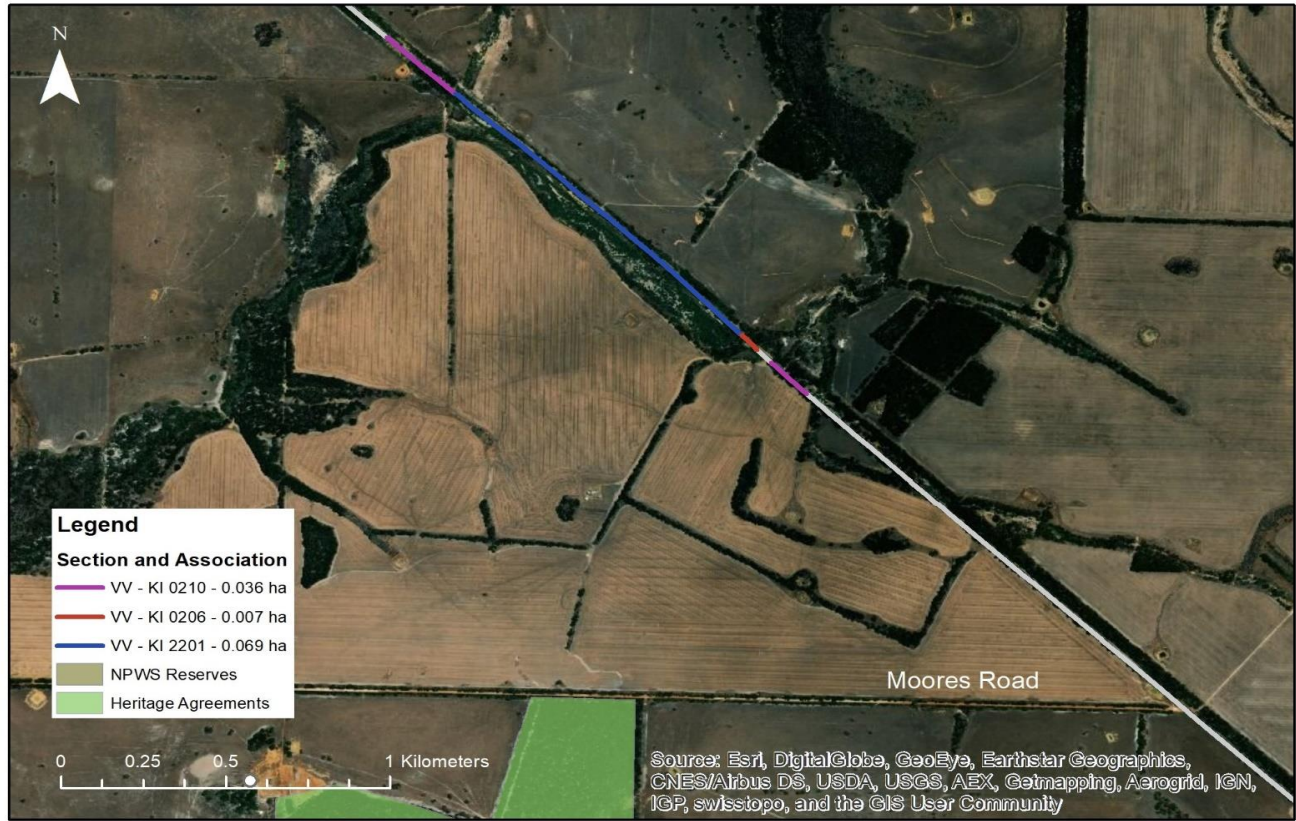 N
Legend
Section and Association
VV - KI 0210 - 0.036 ha
VV - KI 0206 - 0.007 ha
VV - KI 2201 - 0.069 ha
NPWS Reserves
Heritage Agreements
Moores Road
0 0.25 0.5 1 Kilometers
Source: Esri, DigitalGlobe, GeoEye, Earthstar Geographics,
CNES/Airbus DS, USDA, USGS, AEX, Getmapping, Aerogrid, IGN,
IGP, swisstopo, and the GIS User Community